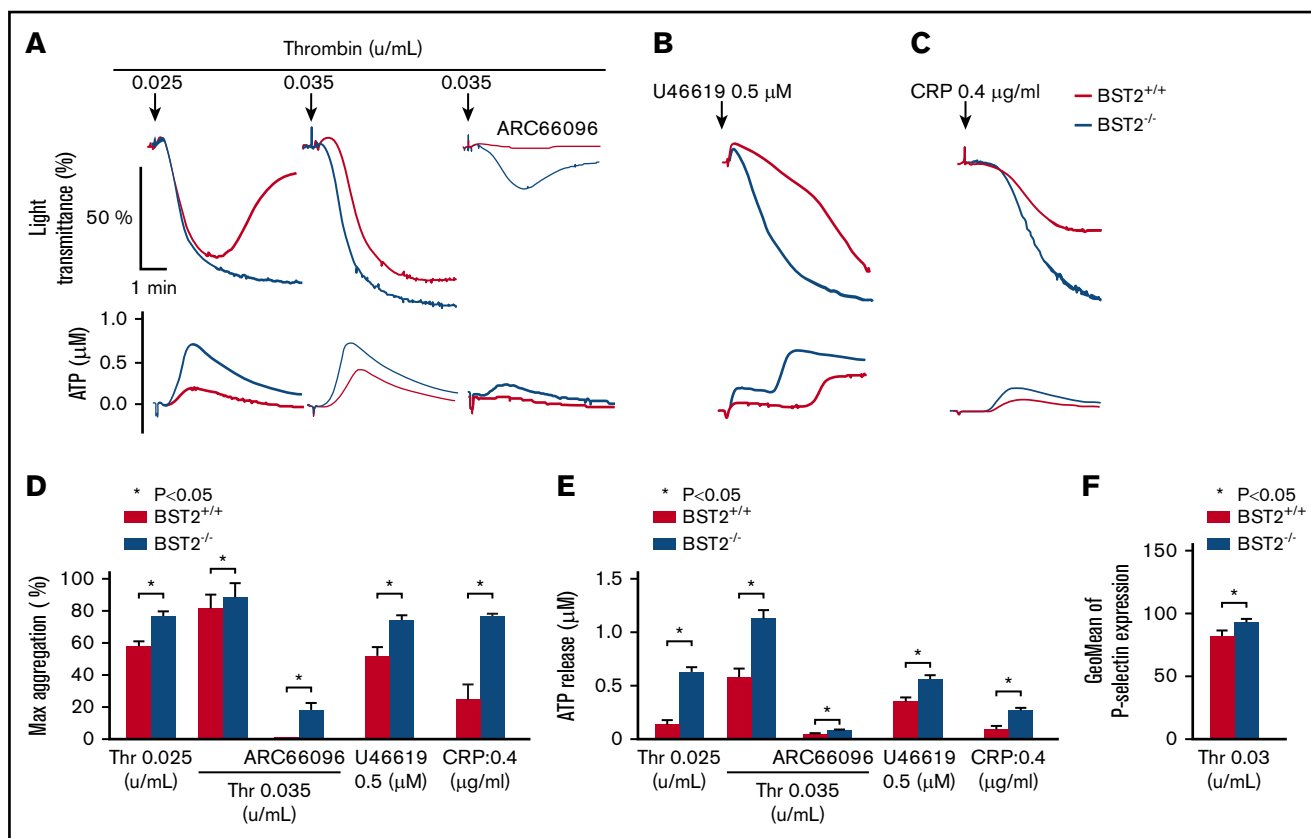 A
Thrombin (u/mL)
0.025
0.035
0.035
ARC66096
Light
transmittance (%)
50 %
1 min
ATP (μM)
1.0
0.5
0.0
B
U46619 0.5 μM
C
CRP 0.4 μg/ml
BST2+/+
BST2-/-
D
* P<0.05
BST2+/+
BST2-/-
Max aggregation ( %)
100
80
60
40
20
0
*
*
*
*
*
Thr 0.025
(u/mL)
ARC66096
Thr 0.035
(u/mL)
U46619
0.5 (μM)
CRP:0.4
(μg/ml)
E
* P<0.05
BST2+/+
BST2-/-
ATP release (μM)
1.5
1.0
0.5
0
*
*
*
*
*
Thr 0.025
(u/mL)
ARC66096
Thr 0.035
(u/mL)
U46619
0.5 (μM)
CRP:0.4
(μg/ml)
F
* P<0.05
BST2+/+
BST2-/-
GeoMean of
P-selectin expression
150
100
50
0
*
Thr 0.03
(u/mL)